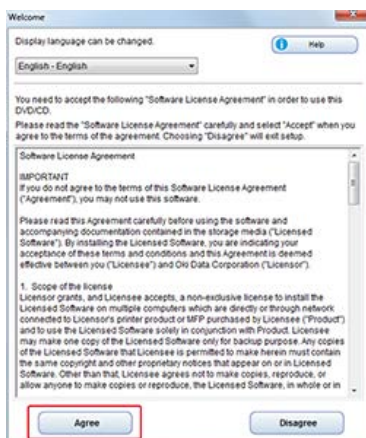 Welcome
Display language can be changed.
Help
English - English
You need to accept the following "Software License Agreement" in order to use this
DVD/CD.
Please read the "Software License Agreement" carefully and select "Accept" when you
agree to the terms of the agreement. Choosing "Disagree" will exit setup.
Software License Agreement
IMPORTANT
If you do not agree to the terms of this Software License Agreement
("Agreement"), you may not use this software.
Please read this Agreement carefully before using the software and
accompanying documentation contained in the storage media ("Licensed
Software"). By installing the Licensed Software, you are indicating your
acceptance of these terms and conditions and this Agreement is deemed
effective between you ("Licensee") and Oki Data Corporation ("Licensor").
1. Scope of the license
Licensor grants, and Licensee accepts, a non-exclusive license to install the
Licensed Software on multiple computers which are directly or through network
connected to Licensor's printer product or MFP purchased by Licensee ("Product")
and to use the Licensed Software solely in conjunction with Product. Licensee
may make one copy of the Licensed Software only for backup purpose. Any copies
of the Licensed Software that Licensee is permitted to make herein must contain
the same copyright and other proprietary notices that appear on or in Licensed
Software. Other than that, Licensee agrees not to make copies, reproduce, or
allow anyone to make copies or reproduce, the Licensed Software, in whole or in
Agree
Disagree